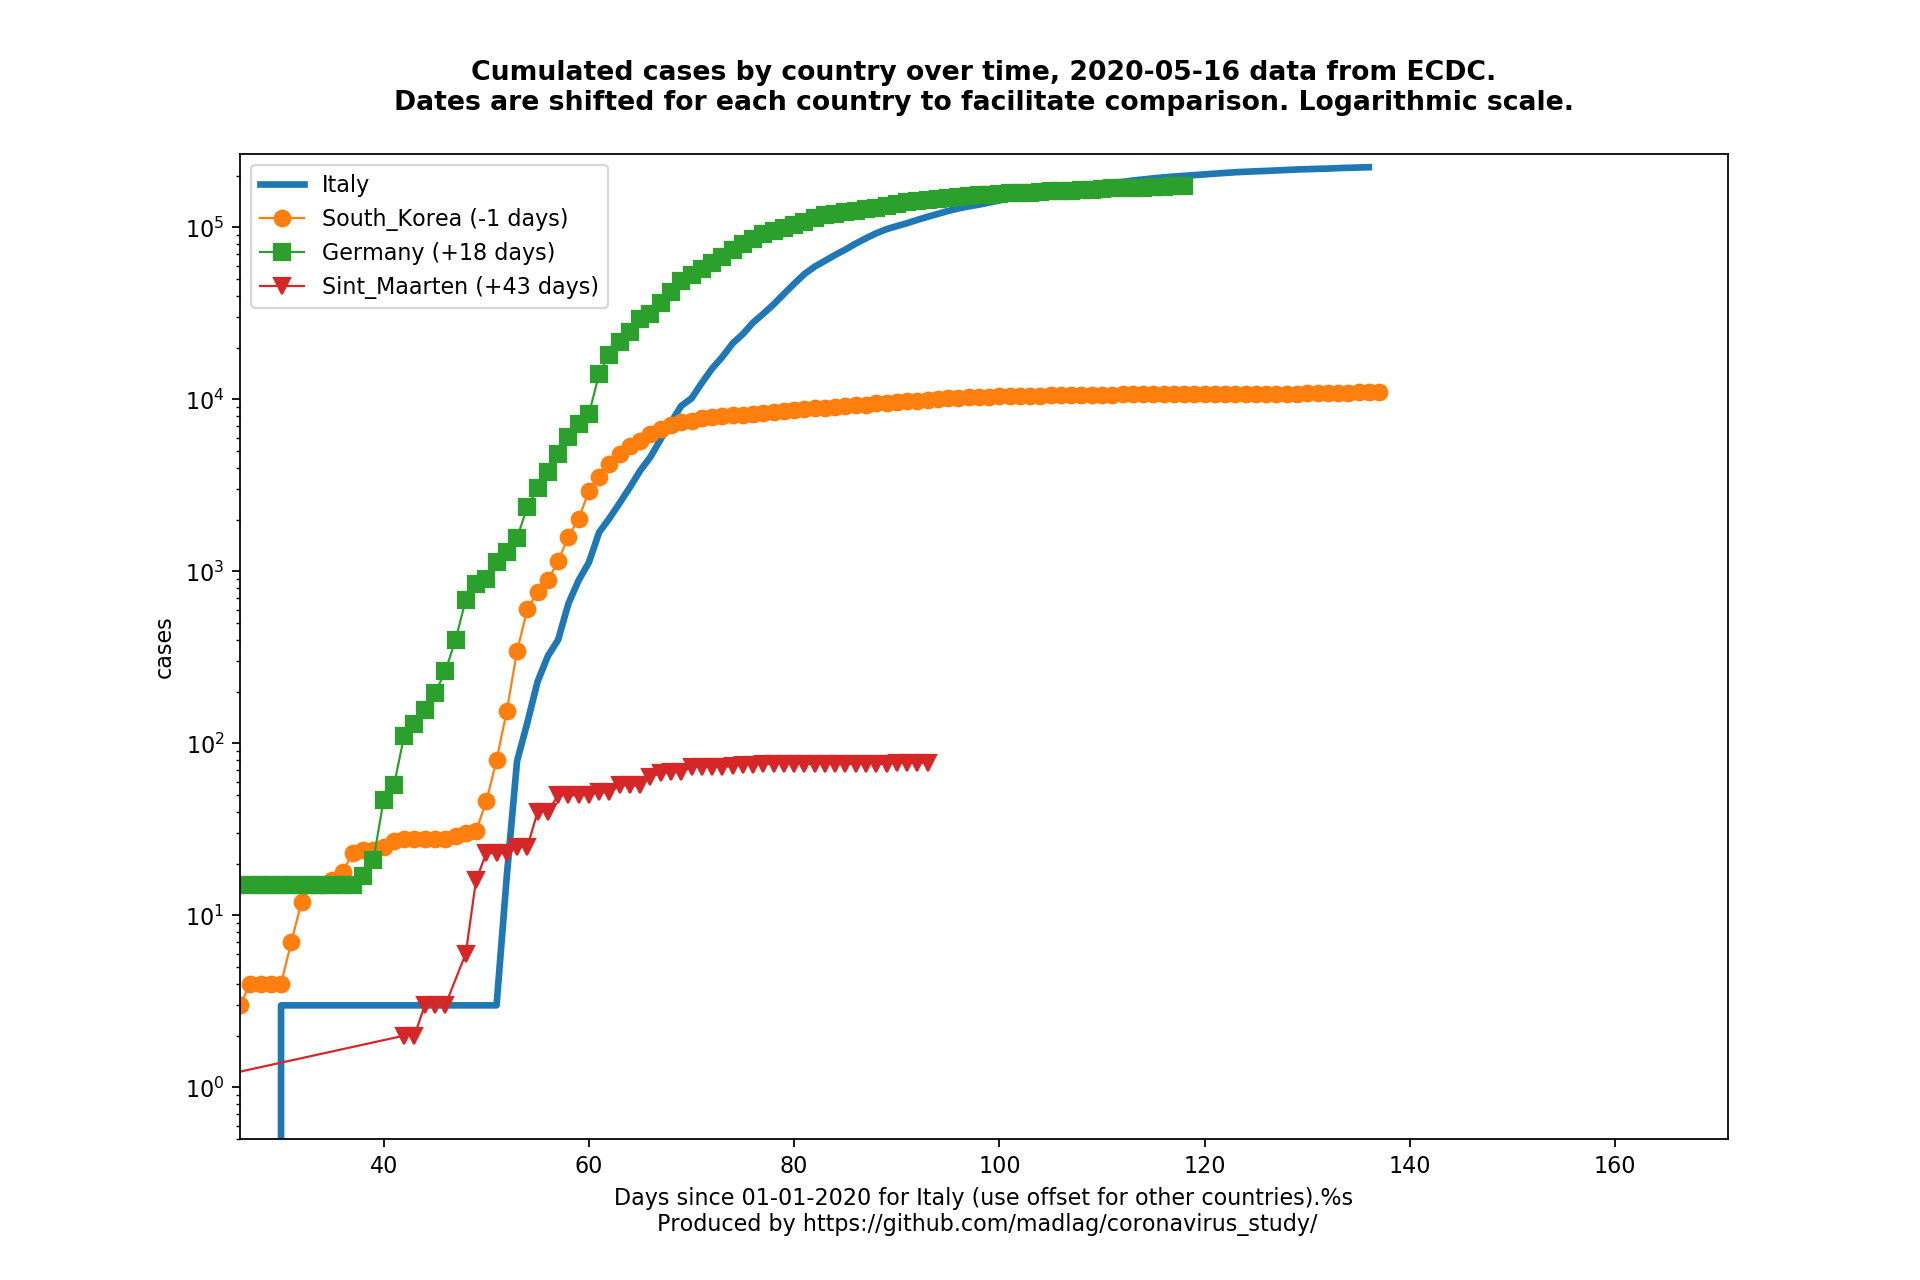 Cumulated cases by country over time, 2020-05-16 data from ECDC.
Dates are shifted for each country to facilitate comparison. Logarithmic scale.
Italy
South_Korea (-1 days)
Germany (+18 days)
Sint_Maarten (+43 days)
10^5
10^4
10^3
10^2
10^1
10^0
cases
40 60 80 100 120 140 160
Days since 01-01-2020 for Italy (use offset for other countries).%s
Produced by https://github.com/madlag/coronavirus_study/